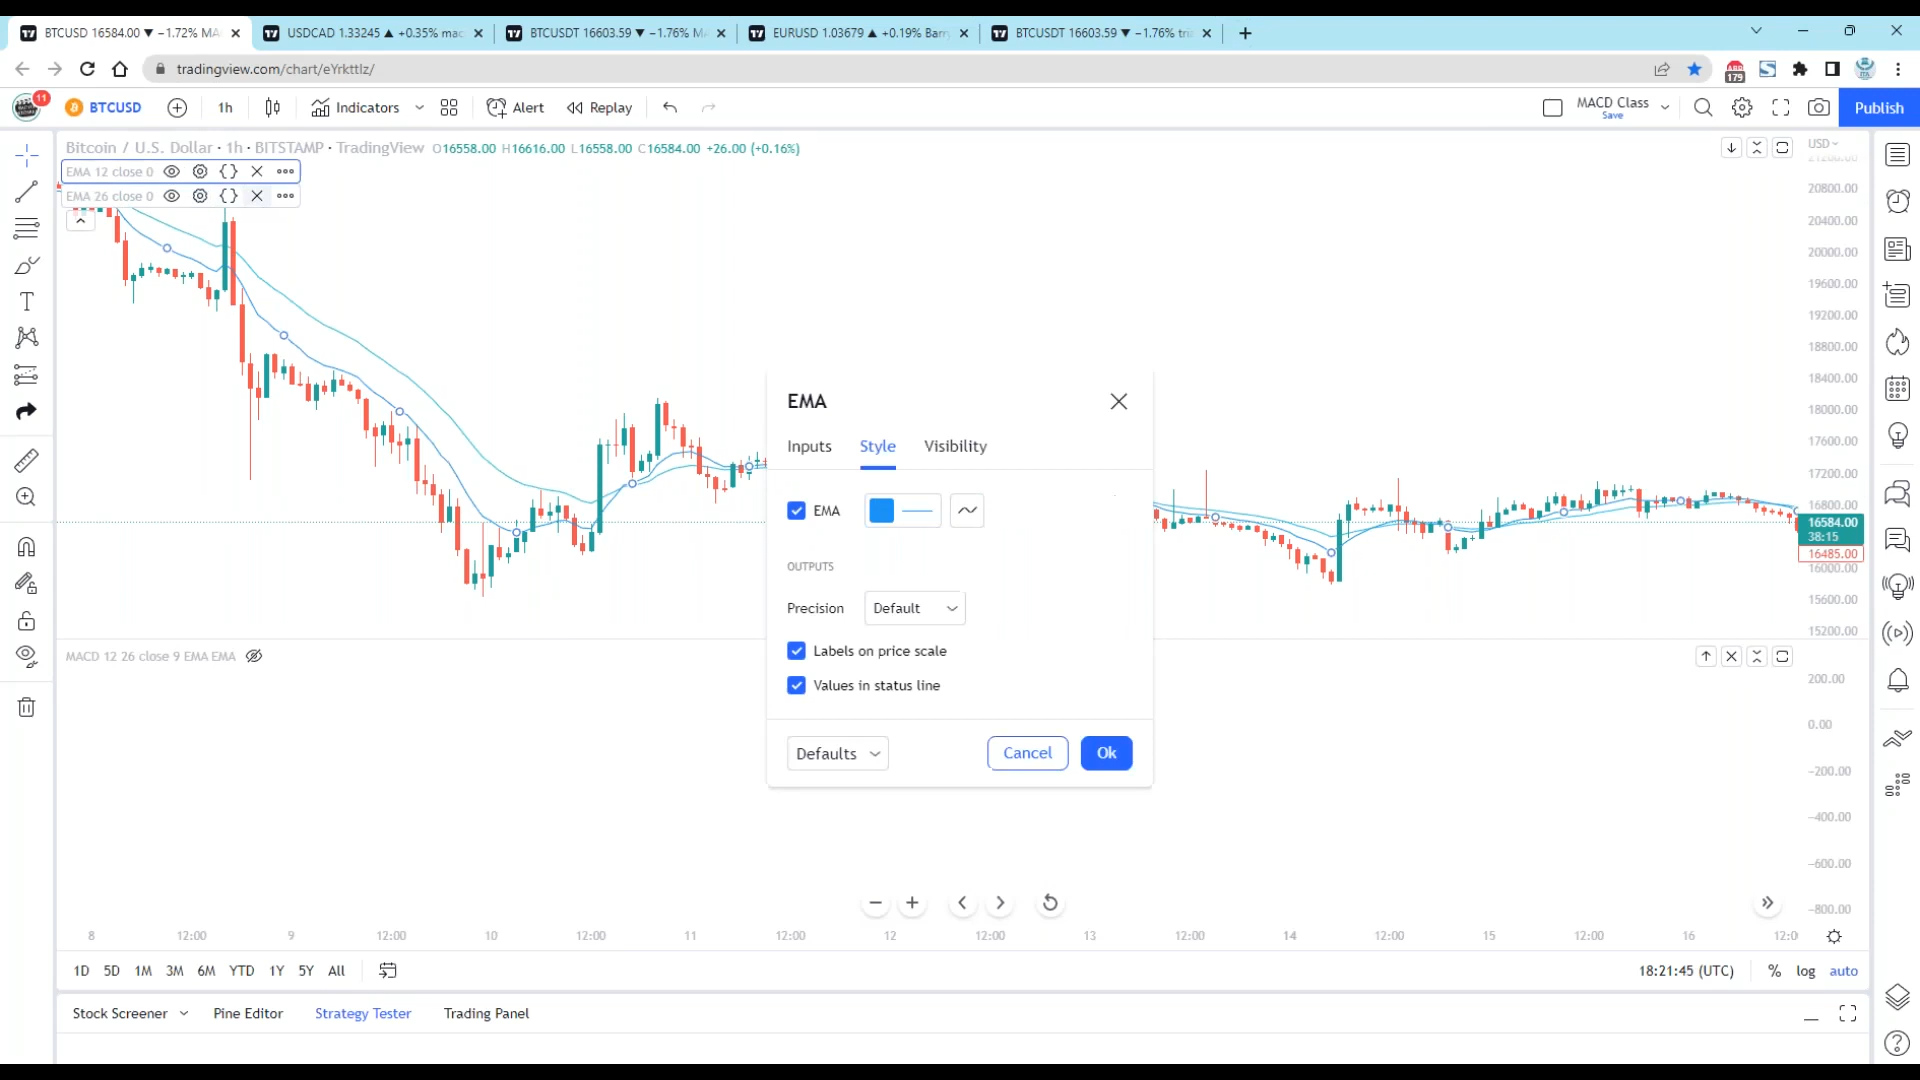 BTCUSD 16584.00 ▼ −1.72% MA
USDCAD 1.33245 ▲ +0.35% mac
BTCUSDT 16603.59 ▼ −1.76% M
EURUSD 1.03679 ▲ +0.19% Barr
BTCUSDT 16603.59 ▼ −1.76% tri
tradingview.com/chart/eYrkttlz/
179
11
BTCUSD
1h
Indicators
Alert
Replay
MACD Class
Save
Publish
Bitcoin / U.S. Dollar · 1h · BITSTAMP · TradingView O16558.00 H16616.00 L16558.00 C16584.00 +26.00 (+0.16%)
USD
EMA 12 close 0
EMA 26 close 0
20800.00
20400.00
20000.00
19600.00
19200.00
18800.00
18400.00
18000.00
17600.00
17200.00
16800.00
16584.00
38:15
16485.00
16000.00
15600.00
15200.00
EMA
Inputs
Style
Visibility
EMA
OUTPUTS
Precision
Default
Labels on price scale
Values in status line
Defaults
Cancel
Ok
MACD 12 26 close 9 EMA EMA
200.00
0.00
−200.00
−400.00
−600.00
−800.00
8 12:00 9 12:00 10 12:00 11 12:00 12 12:00 13 12:00 14 12:00 15 12:00 16 12:0
1D 5D 1M 3M 6M YTD 1Y 5Y All
18:21:45 (UTC) % log auto
Stock Screener
Pine Editor
Strategy Tester
Trading Panel